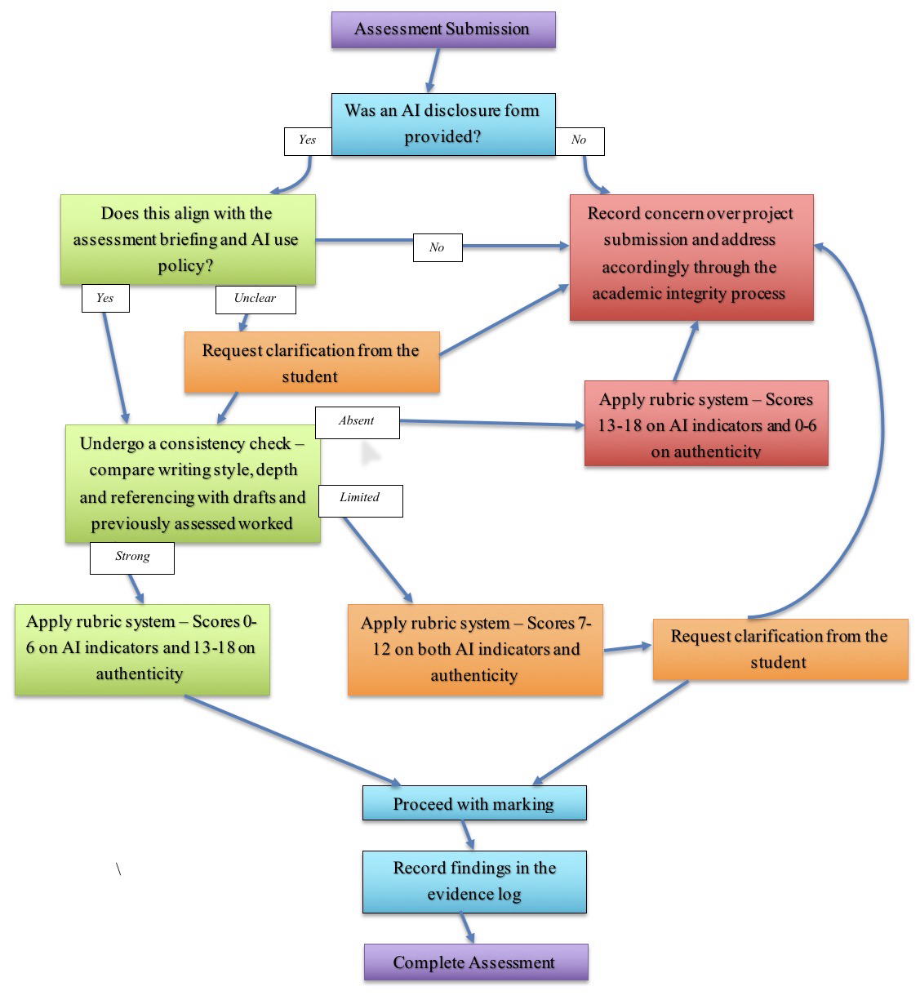 Assessment Submission
Was an AI disclosure form
provided?
Yes
No
Does this align with the
assessment briefing and AI use
policy?
Record concern over project
submission and address
accordingly through the
academic integrity process
No
Yes
Unclear
Request clarification from the
student
Absent
Apply rubric system – Scores
13-18 on AI indicators and 0-6
on authenticity
Undergo a consistency check –
compare writing style, depth
and referencing with drafts and
previously assessed worked
Limited
Strong
Apply rubric system – Scores 0-
6 on AI indicators and 13-18 on
authenticity
Apply rubric system – Scores 7-
12 on both AI indicators and
authenticity
Request clarification from the
student
Proceed with marking
Record findings in the
evidence log
\
Complete Assessment